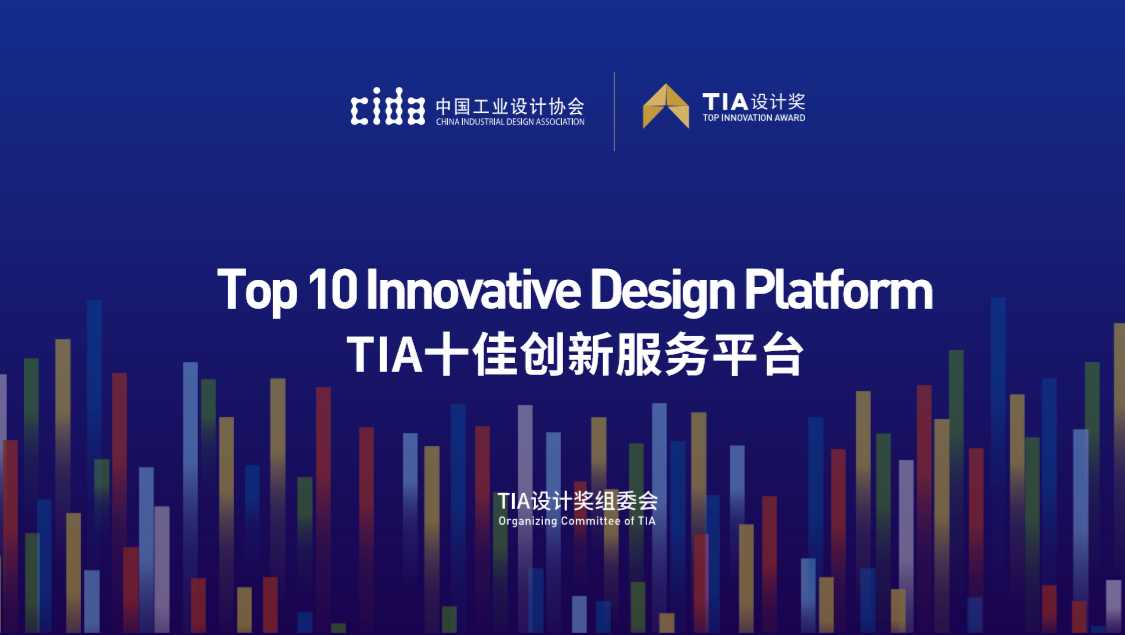 cida 中国工业设计协会
CHINA INDUSTRIAL DESIGN ASSOCIATION
TIA设计奖
TOP INNOVATION AWARD
Top 10 Innovative Design Platform
TIA十佳创新服务平台
TIA设计奖组委会
Organizing Committee of TIA